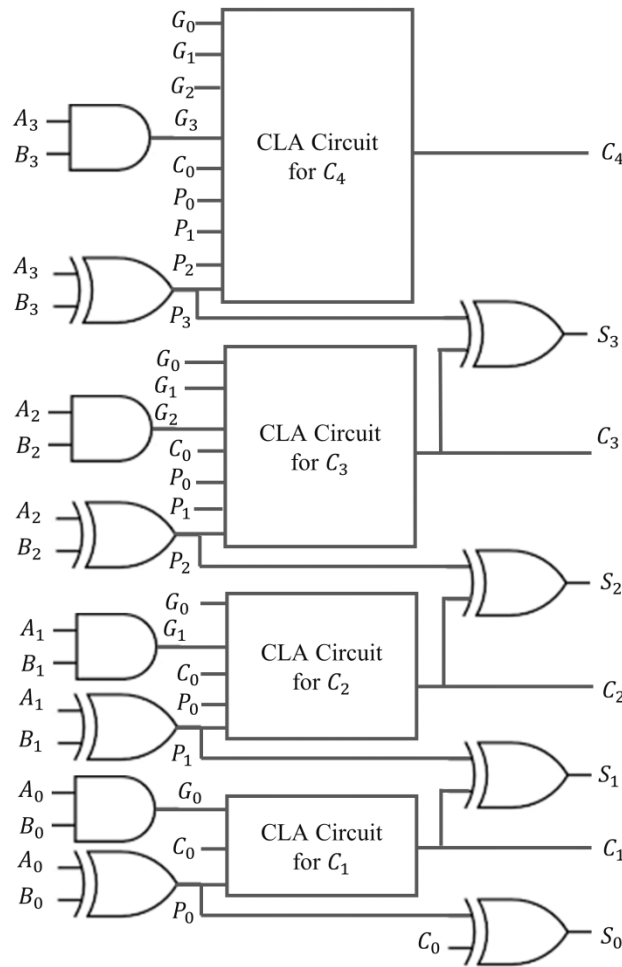 G₀
G₁
G₂
A₃
G₃
B₃
CLA Circuit
for C₄
C₄
C₀
P₀
P₁
P₂
A₃
B₃
P₃
S₃
G₀
G₁
A₂
G₂
B₂
CLA Circuit
for C₃
C₃
C₀
P₀
P₁
A₂
B₂
P₂
S₂
G₀
A₁
G₁
B₁
CLA Circuit
for C₂
C₂
C₀
P₀
A₁
B₁
P₁
S₁
A₀
G₀
B₀
CLA Circuit
for C₁
C₁
C₀
A₀
B₀
P₀
C₀
S₀